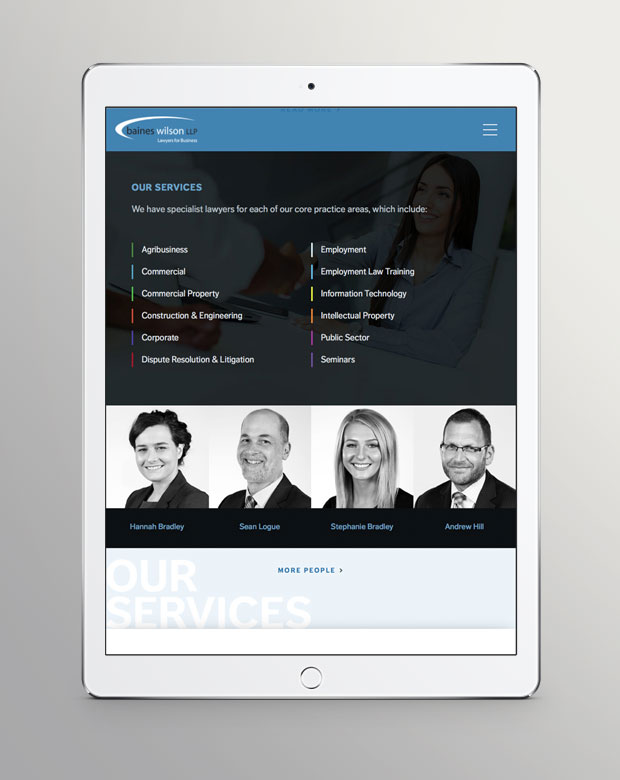 READ MORE >
baines wilson LLP
Lawyers for Business
OUR SERVICES
We have specialist lawyers for each of our core practice areas, which include:
Agribusiness
Commercial
Commercial Property
Construction & Engineering
Corporate
Dispute Resolution & Litigation
Employment
Employment Law Training
Information Technology
Intellectual Property
Public Sector
Seminars
Hannah Bradley
Sean Logue
Stephanie Bradley
Andrew Hill
MORE PEOPLE >
OUR
SERVICES